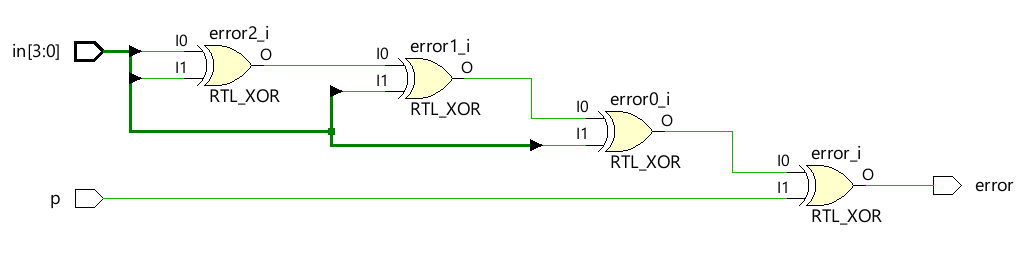 in[3:0]
I0
I1
error2_i
O
RTL_XOR
I0
I1
error1_i
O
RTL_XOR
I0
I1
error0_i
O
RTL_XOR
p
I0
I1
error_i
O
RTL_XOR
error